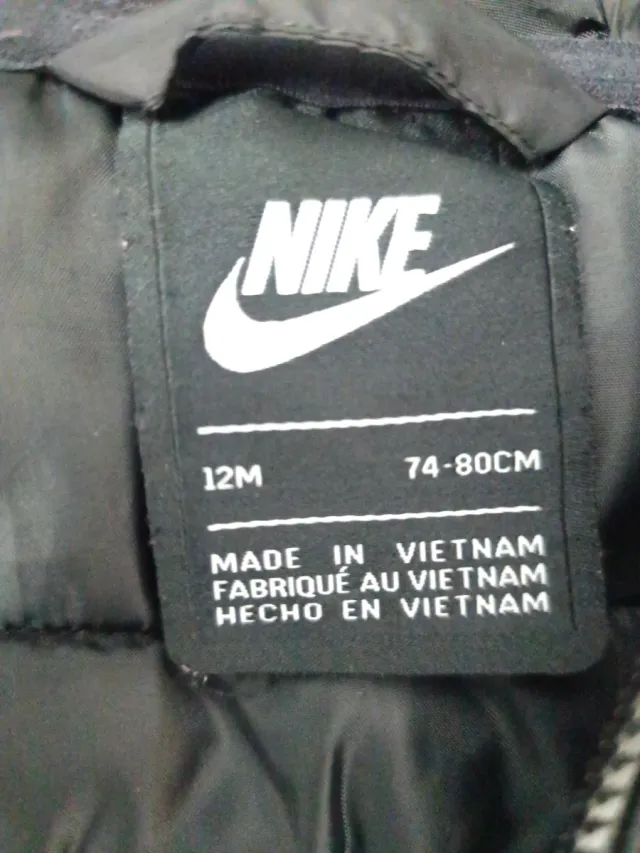 NIKE
12M 74-80CM
MADE IN VIETNAM
FABRIQUÉ AU VIETNAM
HECHO EN VIETNAM